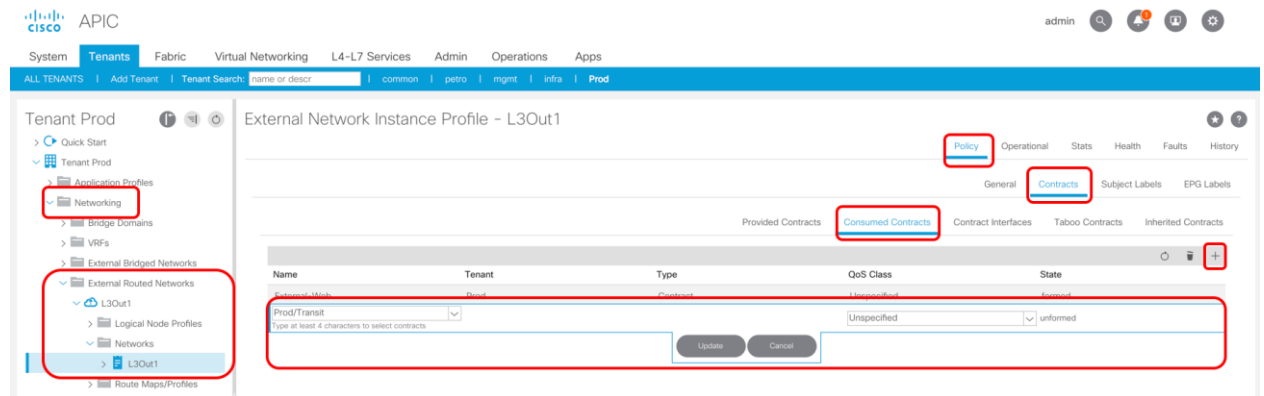 CISCO APIC admin
System Tenants Fabric Virtual Networking L4-L7 Services Admin Operations Apps
ALL TENANTS | Add Tenant | Tenant Search: name or descr | common | petro | mgmt | infra | Prod
Tenant Prod
Quick Start
Tenant Prod
Application Profiles
Networking
Bridge Domains
VRFs
External Bridged Networks
External Routed Networks
L3Out1
Logical Node Profiles
Networks
L3Out1
Route Maps/Profiles
External Network Instance Profile - L3Out1
Policy Operational Stats Health Faults History
General Contracts Subject Labels EPG Labels
Provided Contracts Consumed Contracts Contract Interfaces Taboo Contracts Inherited Contracts
Name Tenant Type QoS Class State
External-Web Prod Contract Unspecified formed
Prod/Transit Unspecified unformed
Type at least 4 characters to select contracts
Update Cancel